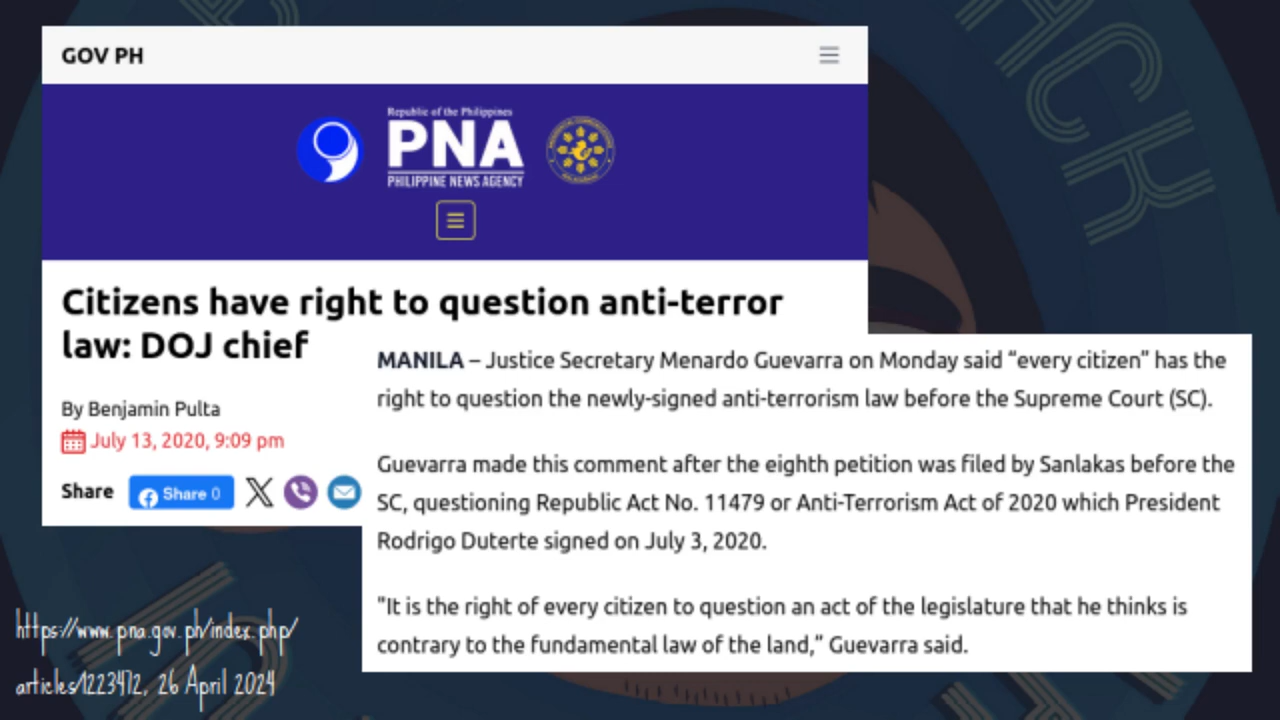 GOV PH
Republic of the Philippines
PNA
PHILIPPINE NEWS AGENCY
Citizens have right to question anti-terror
law: DOJ chief
By Benjamin Pulta
July 13, 2020, 9:09 pm
Share
Share 0
MANILA – Justice Secretary Menardo Guevarra on Monday said “every citizen” has the
right to question the newly-signed anti-terrorism law before the Supreme Court (SC).
Guevarra made this comment after the eighth petition was filed by Sanlakas before the
SC, questioning Republic Act No. 11479 or Anti-Terrorism Act of 2020 which President
Rodrigo Duterte signed on July 3, 2020.
"It is the right of every citizen to question an act of the legislature that he thinks is
contrary to the fundamental law of the land,” Guevarra said.
https://www.pna.gov.ph/index.php/
articles/1223472, 26 April 2024